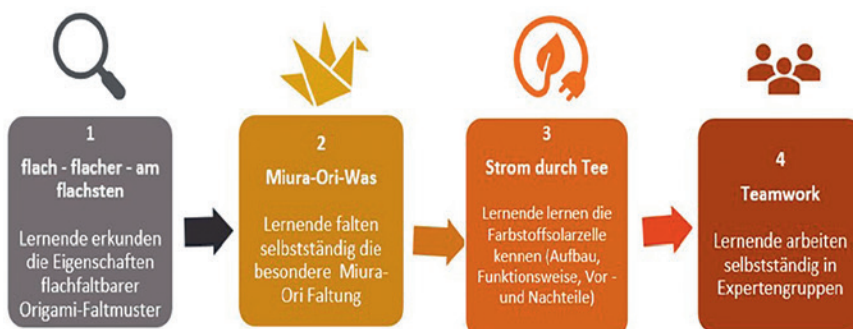 1
flach - flacher - am
flachsten
Lernende erkunden
die Eigenschaften
flachfaltbarer
Origami-Faltmuster
2
Miura-Ori-Was
Lernende falten
selbstständig die
besondere Miura-
Ori Faltung
3
Strom durch Tee
Lernende lernen die
Farbstoffsolarzelle
kennen (Aufbau,
Funktionsweise, Vor -
und Nachteile)
4
Teamwork
Lernende arbeiten
selbstständig in
Expertengruppen